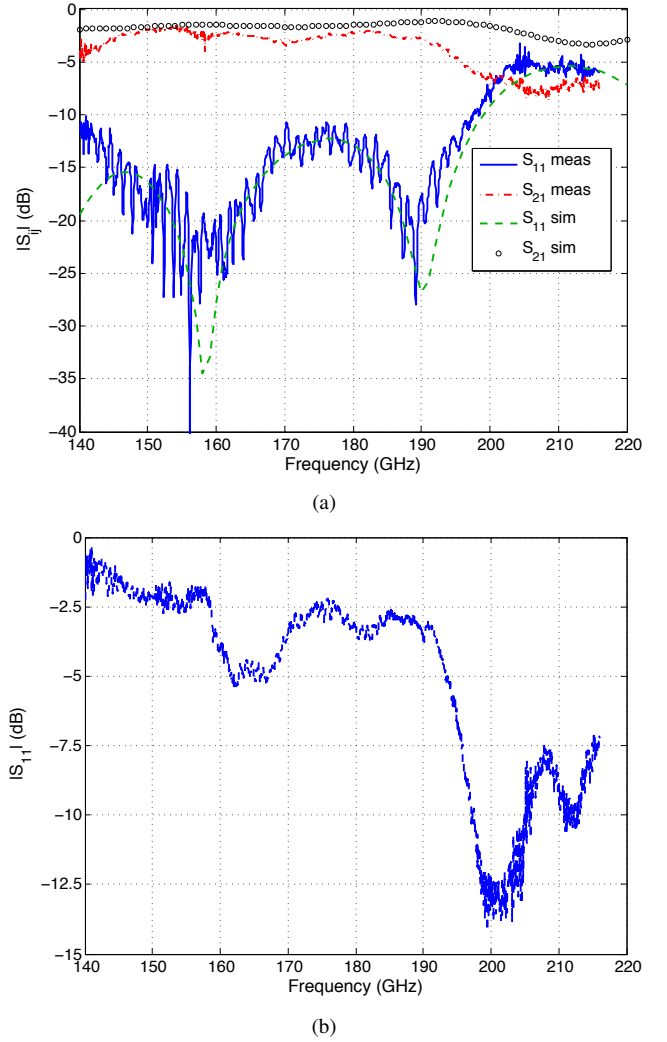 0
−5
−10
−15
−20
−25
−30
−35
−40
|S_ij| (dB)
S_11 meas
S_21 meas
S_11 sim
S_21 sim
140 150 160 170 180 190 200 210 220
Frequency (GHz)
(a)
0
−2.5
−5
−7.5
−10
−12.5
−15
|S_11| (dB)
140 150 160 170 180 190 200 210 220
Frequency (GHz)
(b)